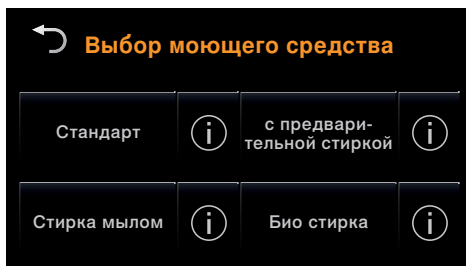 Выбор моющего средства
Стандарт
с предвари-
тельной стиркой
Стирка мылом
Био стирка